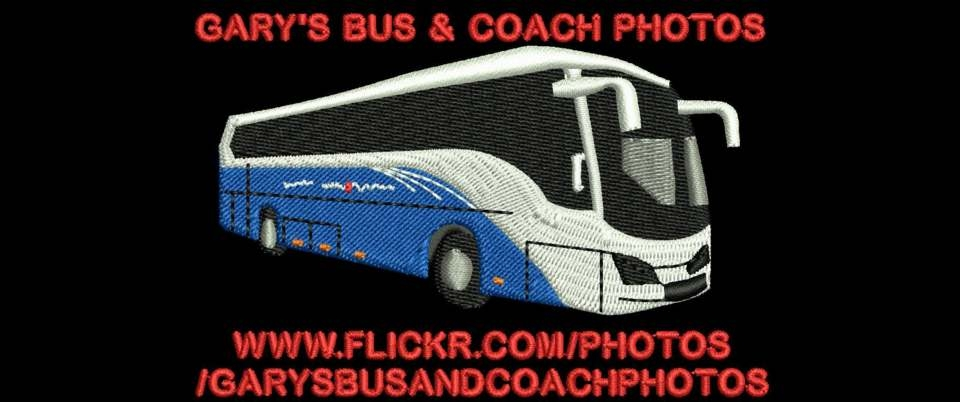 GARY'S BUS & COACH PHOTOS
WWW.FLICKR.COM/PHOTOS
/GARYSBUSANDCOACHPHOTOS